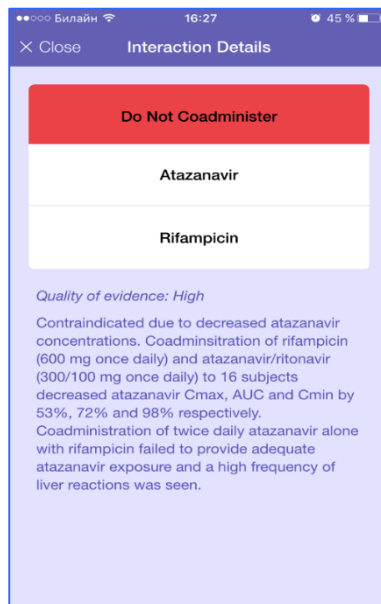 Билайн 16:27 45 %
Close Interaction Details
Do Not Coadminister
Atazanavir
Rifampicin
Quality of evidence: High
Contraindicated due to decreased atazanavir
concentrations. Coadminsitration of rifampicin
(600 mg once daily) and atazanavir/ritonavir
(300/100 mg once daily) to 16 subjects
decreased atazanavir Cmax, AUC and Cmin by
53%, 72% and 98% respectively.
Coadministration of twice daily atazanavir alone
with rifampicin failed to provide adequate
atazanavir exposure and a high frequency of
liver reactions was seen.